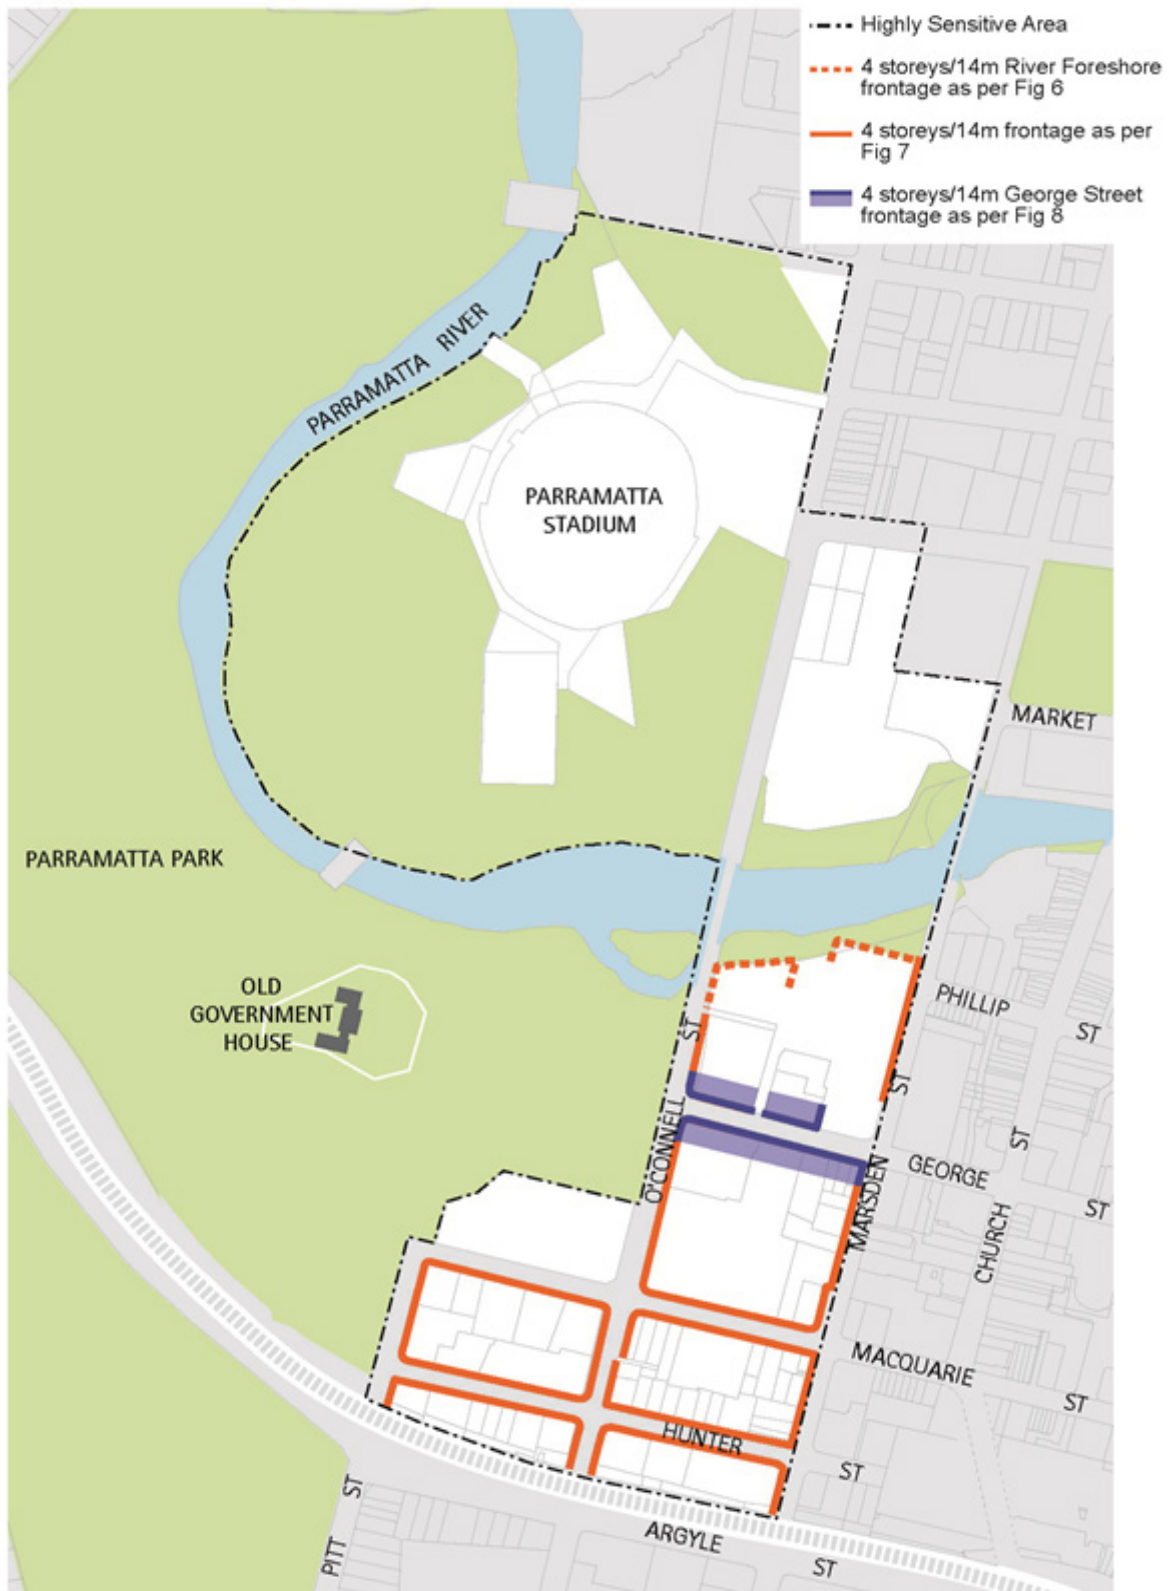 Highly Sensitive Area
4 storeys/14m River Foreshore
frontage as per Fig 6
4 storeys/14m frontage as per
Fig 7
4 storeys/14m George Street
frontage as per Fig 8
PARRAMATTA RIVER
PARRAMATTA
STADIUM
MARKET
PARRAMATTA PARK
OLD
GOVERNMENT
HOUSE
PHILLIP
ST
O'CONNELL
ST
MARSDEN
ST
GEORGE
ST
CHURCH
ST
MACQUARIE
ST
HUNTER
ST
PITT
ST
ARGYLE
ST